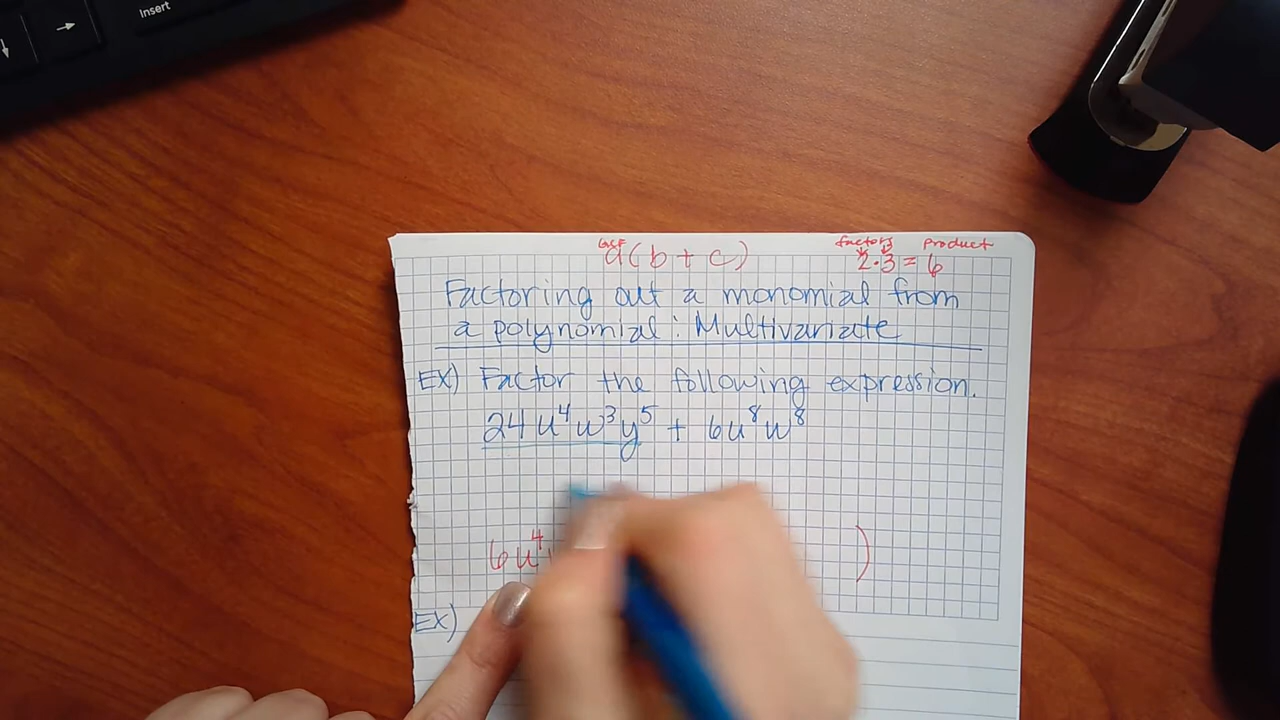 Insert
GCF factors product
a(b + c) 2·3 = 6
Factoring out a monomial from
a polynomial: Multivariate
EX) Factor the following expression.
24u⁴w³y⁵ + 6u⁸w⁸
6u⁴ )
EX)